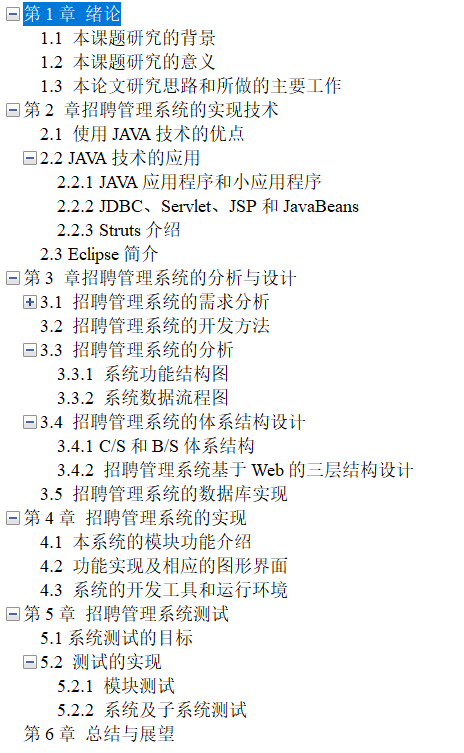 第1章 绪论
1.1 本课题研究的背景
1.2 本课题研究的意义
1.3 本论文研究思路和所做的主要工作
第2 章招聘管理系统的实现技术
2.1 使用 JAVA 技术的优点
2.2 JAVA 技术的应用
2.2.1 JAVA 应用程序和小应用程序
2.2.2 JDBC、Servlet、JSP 和 JavaBeans
2.2.3 Struts 介绍
2.3 Eclipse 简介
第3 章招聘管理系统的分析与设计
3.1 招聘管理系统的需求分析
3.2 招聘管理系统的开发方法
3.3 招聘管理系统的分析
3.3.1 系统功能结构图
3.3.2 系统数据流程图
3.4 招聘管理系统的体系结构设计
3.4.1 C/S 和 B/S 体系结构
3.4.2 招聘管理系统基于 Web 的三层结构设计
3.5 招聘管理系统的数据库实现
第4章 招聘管理系统的实现
4.1 本系统的模块功能介绍
4.2 功能实现及相应的图形界面
4.3 系统的开发工具和运行环境
第5章 招聘管理系统测试
5.1 系统测试的目标
5.2 测试的实现
5.2.1 模块测试
5.2.2 系统及子系统测试
第6章 总结与展望